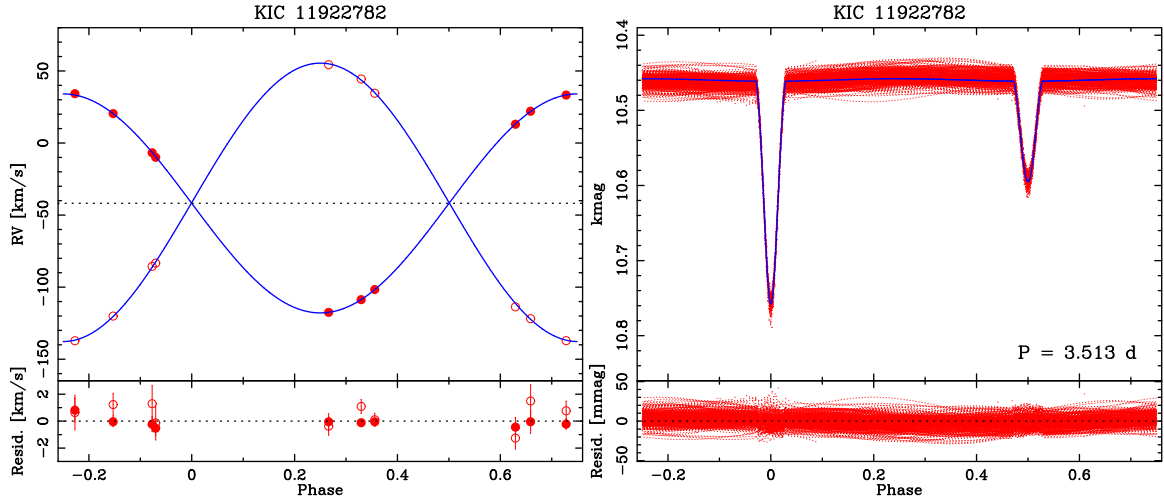 KIC 11922782
RV [km/s]
50
0
−50
−100
−150
Resid. [km/s]
2
0
−2
−0.2
0
0.2
0.4
0.6
Phase
KIC 11922782
kmag
10.4
10.5
10.6
10.7
10.8
P = 3.513 d
Resid. [mmag]
50
0
−50
−0.2
0
0.2
0.4
0.6
Phase